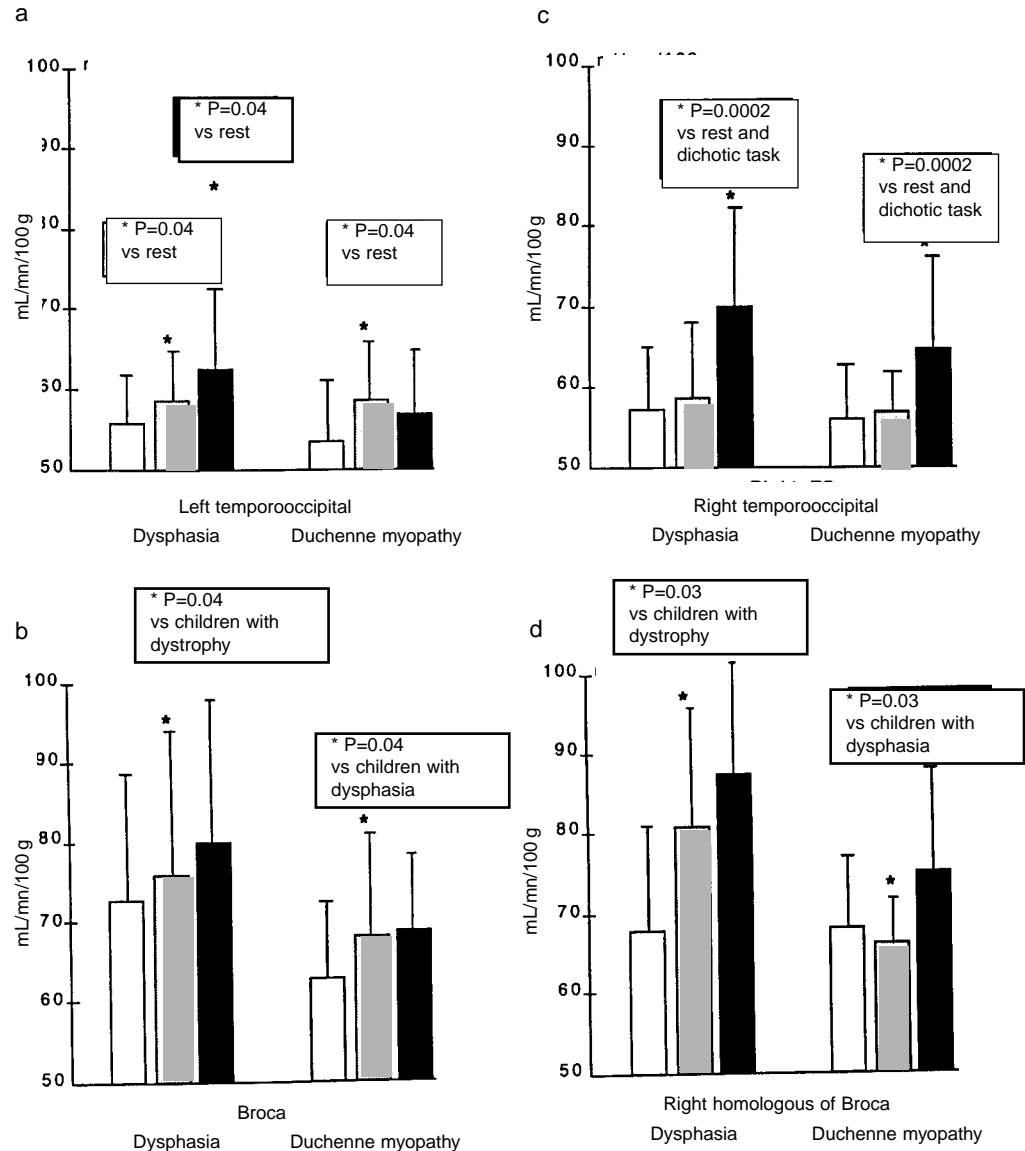 a
100
90
80
70
60
50
mL/mn/100g
* P=0.04
vs rest
* P=0.04
vs rest
* P=0.04
vs rest
*
*
*
Left temporooccipital
Dysphasia Duchenne myopathy
c
100
90
80
70
60
50
mL/mn/100g
* P=0.0002
vs rest and
dichotic task
* P=0.0002
vs rest and
dichotic task
*
*
Right temporooccipital
Dysphasia Duchenne myopathy
b
100
90
80
70
60
50
mL/mn/100g
* P=0.04
vs children with
dystrophy
* P=0.04
vs children with
dysphasia
*
*
Broca
Dysphasia Duchenne myopathy
d
100
90
80
70
60
50
mL/mn/100g
* P=0.03
vs children with
dystrophy
* P=0.03
vs children with
dysphasia
*
*
Right homologous of Broca
Dysphasia Duchenne myopathy